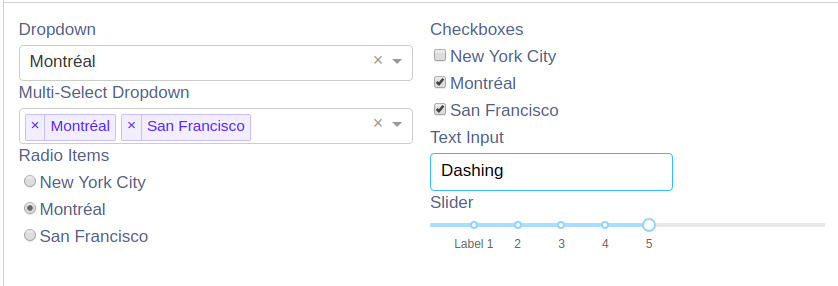 Dropdown
Montréal
Multi-Select Dropdown
× Montréal × San Francisco
Radio Items
New York City
Montréal
San Francisco
Checkboxes
New York City
Montréal
San Francisco
Text Input
Dashing
Slider
Label 1 2 3 4 5